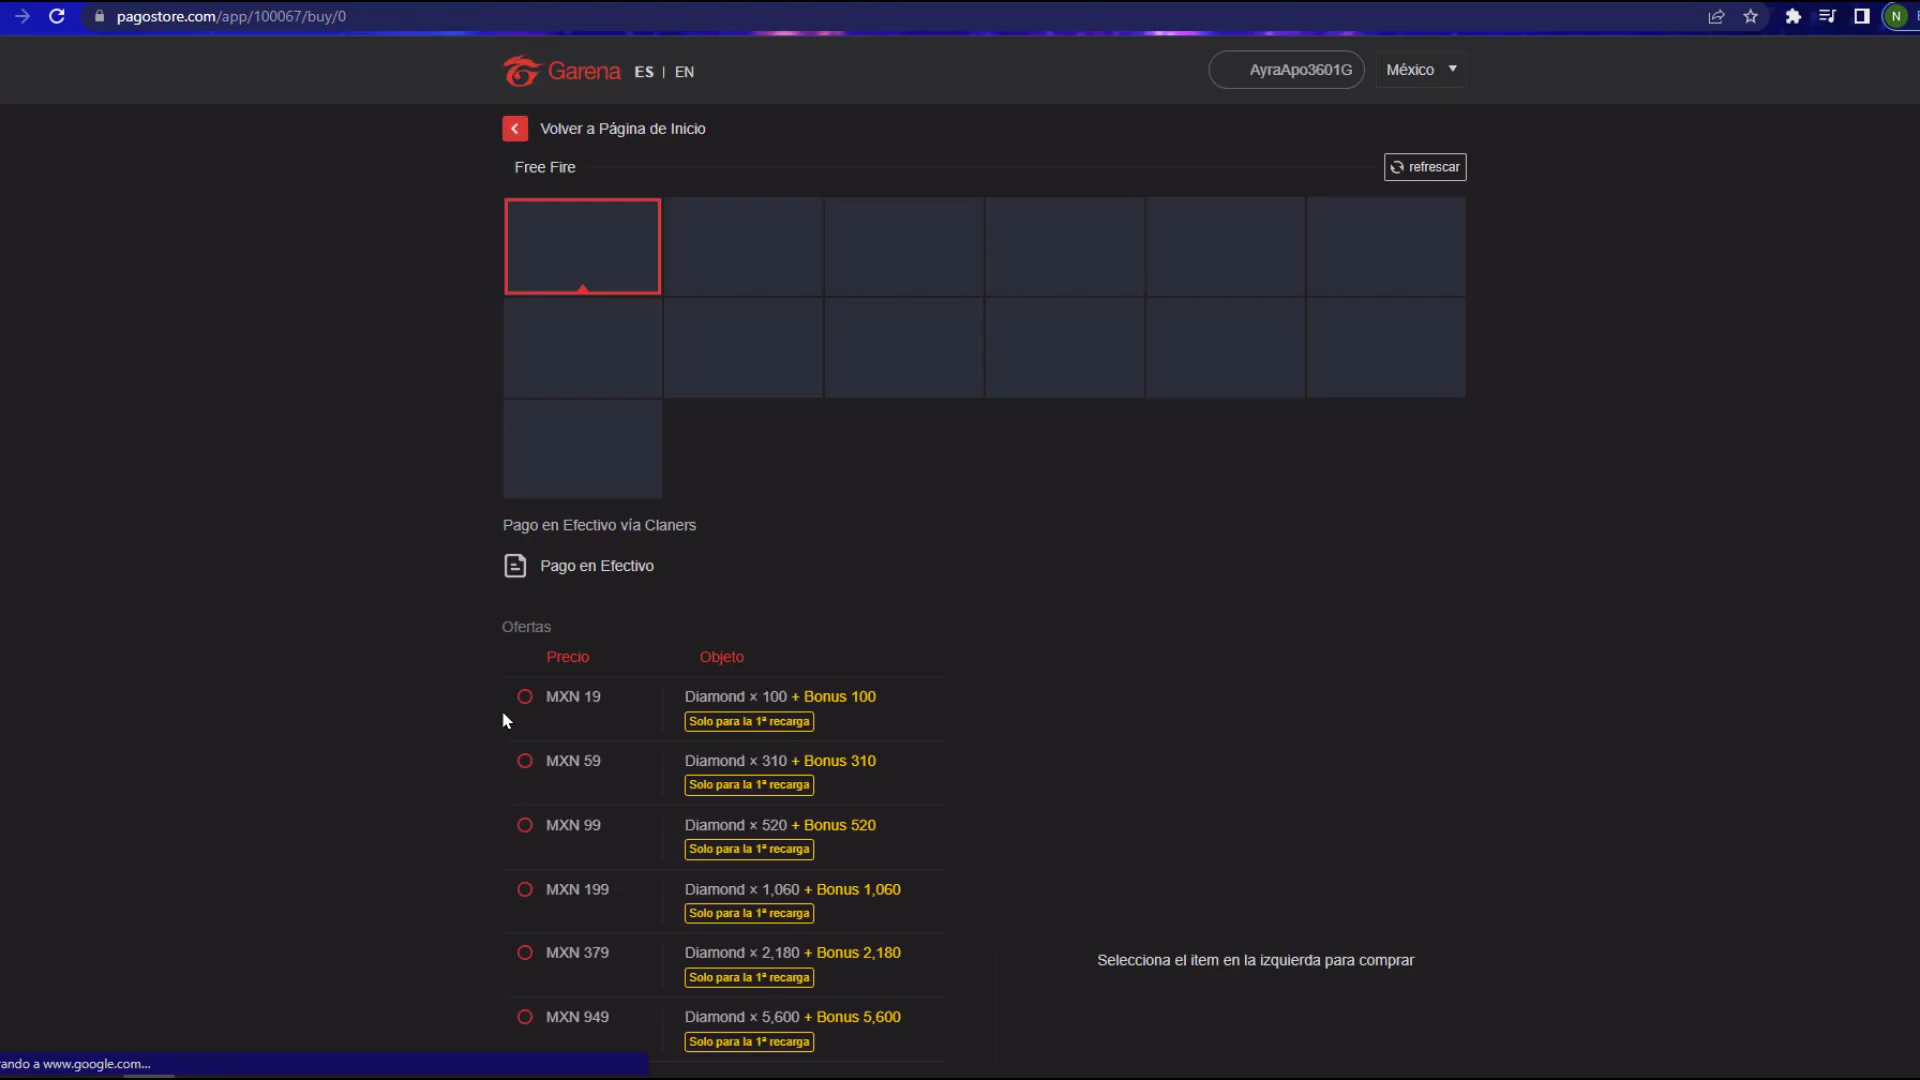 pagostore.com/app/100067/buy/0
N
Garena ES | EN
AyraApo3601G
México
Volver a Página de Inicio
Free Fire
refrescar
Pago en Efectivo vía Claners
Pago en Efectivo
Ofertas
Precio Objeto
MXN 19 Diamond × 100 + Bonus 100
Solo para la 1ª recarga
MXN 59 Diamond × 310 + Bonus 310
Solo para la 1ª recarga
MXN 99 Diamond × 520 + Bonus 520
Solo para la 1ª recarga
MXN 199 Diamond × 1,060 + Bonus 1,060
Solo para la 1ª recarga
MXN 379 Diamond × 2,180 + Bonus 2,180
Solo para la 1ª recarga
Selecciona el ítem en la izquierda para comprar
MXN 949 Diamond × 5,600 + Bonus 5,600
Solo para la 1ª recarga
rando a www.google.com...